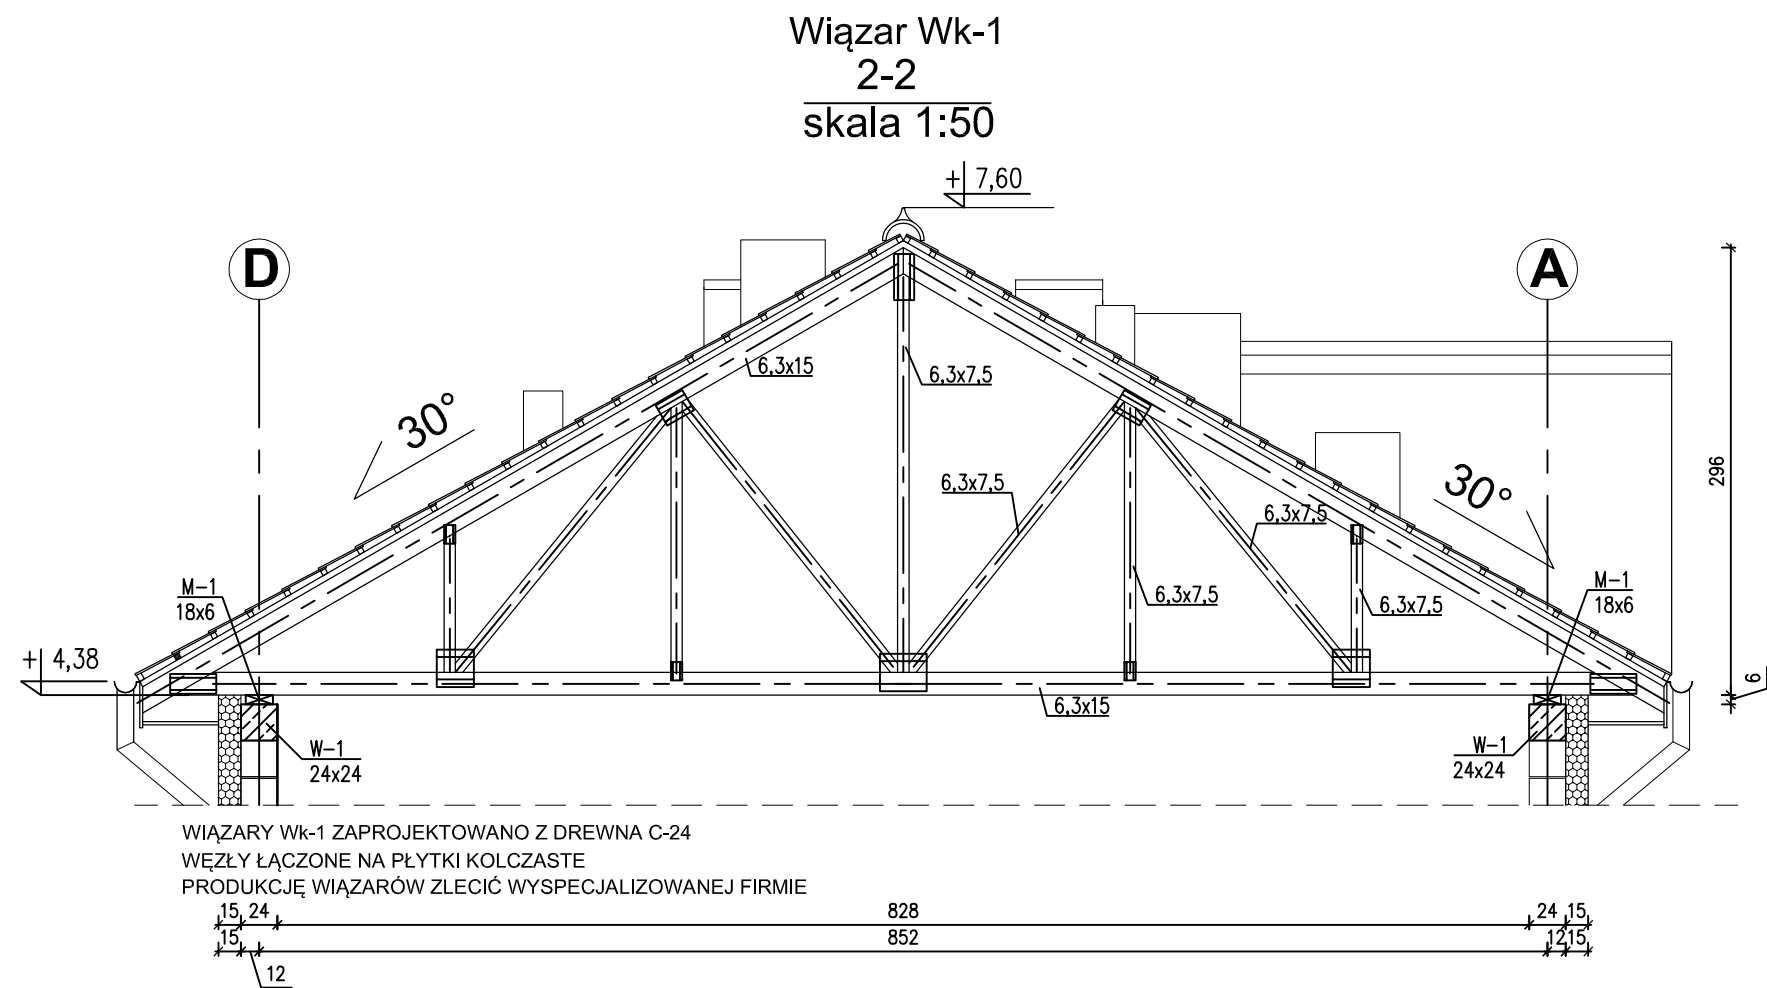 Wiązar Wk-1
2-2
skala 1:50
+ 7,60
D
A
6,3x15
6,3x7,5
30°
30°
296
6,3x7,5
6,3x7,5
M-1
18x6
6,3x7,5
6,3x7,5
M-1
18x6
+ 4,38
6
6,3x15
W-1
24x24
W-1
24x24
WIĄZARY Wk-1 ZAPROJEKTOWANO Z DREWNA C-24
WĘZŁY ŁĄCZONE NA PŁYTKI KOLCZASTE
PRODUKCJĘ WIĄZARÓW ZLECIĆ WYSPECJALIZOWANEJ FIRMIE
15 24 828 24 15
15 852 12 15
12